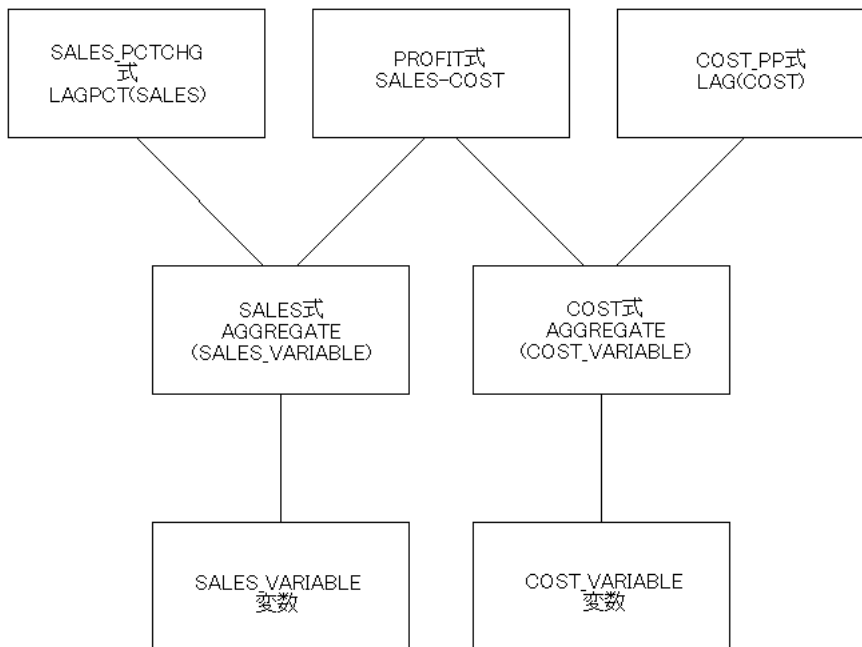 SALES_PCTCHG
式
LAGPCT(SALES)
PROFIT式
SALES-COST
COST_PP式
LAG(COST)
SALES式
AGGREGATE
(SALES_VARIABLE)
COST式
AGGREGATE
(COST_VARIABLE)
SALES_VARIABLE
変数
COST_VARIABLE
変数